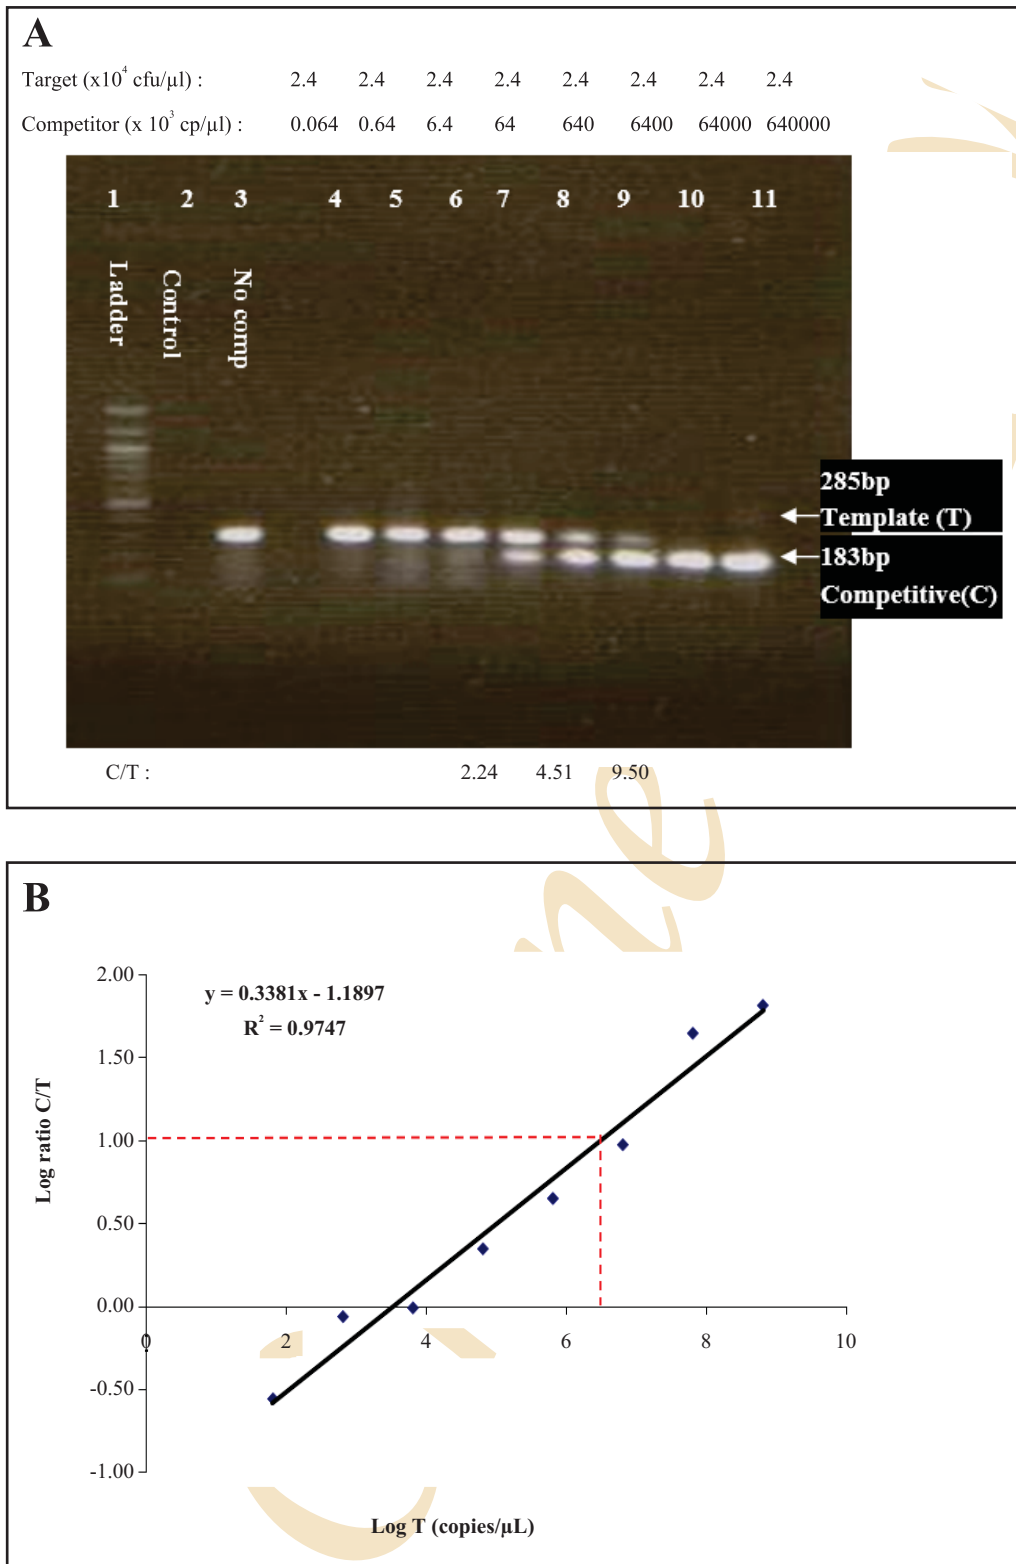 A
Target (x10⁴ cfu/µl) : 2.4 2.4 2.4 2.4 2.4 2.4 2.4 2.4
Competitor (x 10³ cp/µl) : 0.064 0.64 6.4 64 640 6400 64000 640000
1 2 3 4 5 6 7 8 9 10 11
Ladder
Control
No comp
285bp
Template (T)
183bp
Competitive(C)
C/T : 2.24 4.51 9.50
B
y = 0.3381x - 1.1897
R² = 0.9747
2.00
1.50
1.00
0.50
0.00
-0.50
-1.00
Log ratio C/T
0 2 4 6 8 10
Log T (copies/µL)